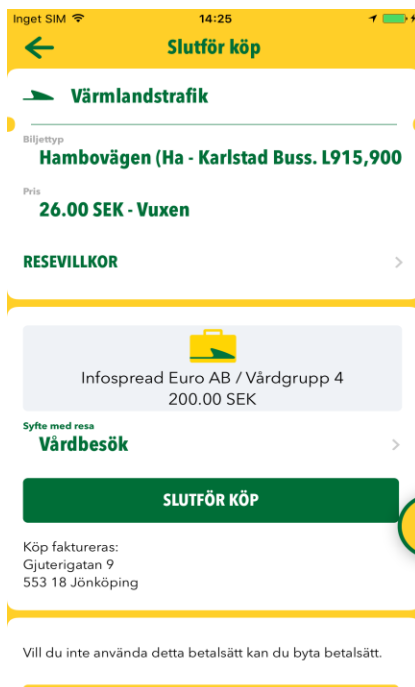 Inget SIM 14:25
Slutför köp
Värmlandstrafik
Biljettyp
Hambovägen (Ha - Karlstad Buss. L915,900
Pris
26.00 SEK - Vuxen
RESEVILLKOR
Infospread Euro AB / Vårdgrupp 4
200.00 SEK
Syfte med resa
Vårdbesök
SLUTFÖR KÖP
Köp faktureras:
Gjuterigatan 9
553 18 Jönköping
Vill du inte använda detta betalsätt kan du byta betalsätt.